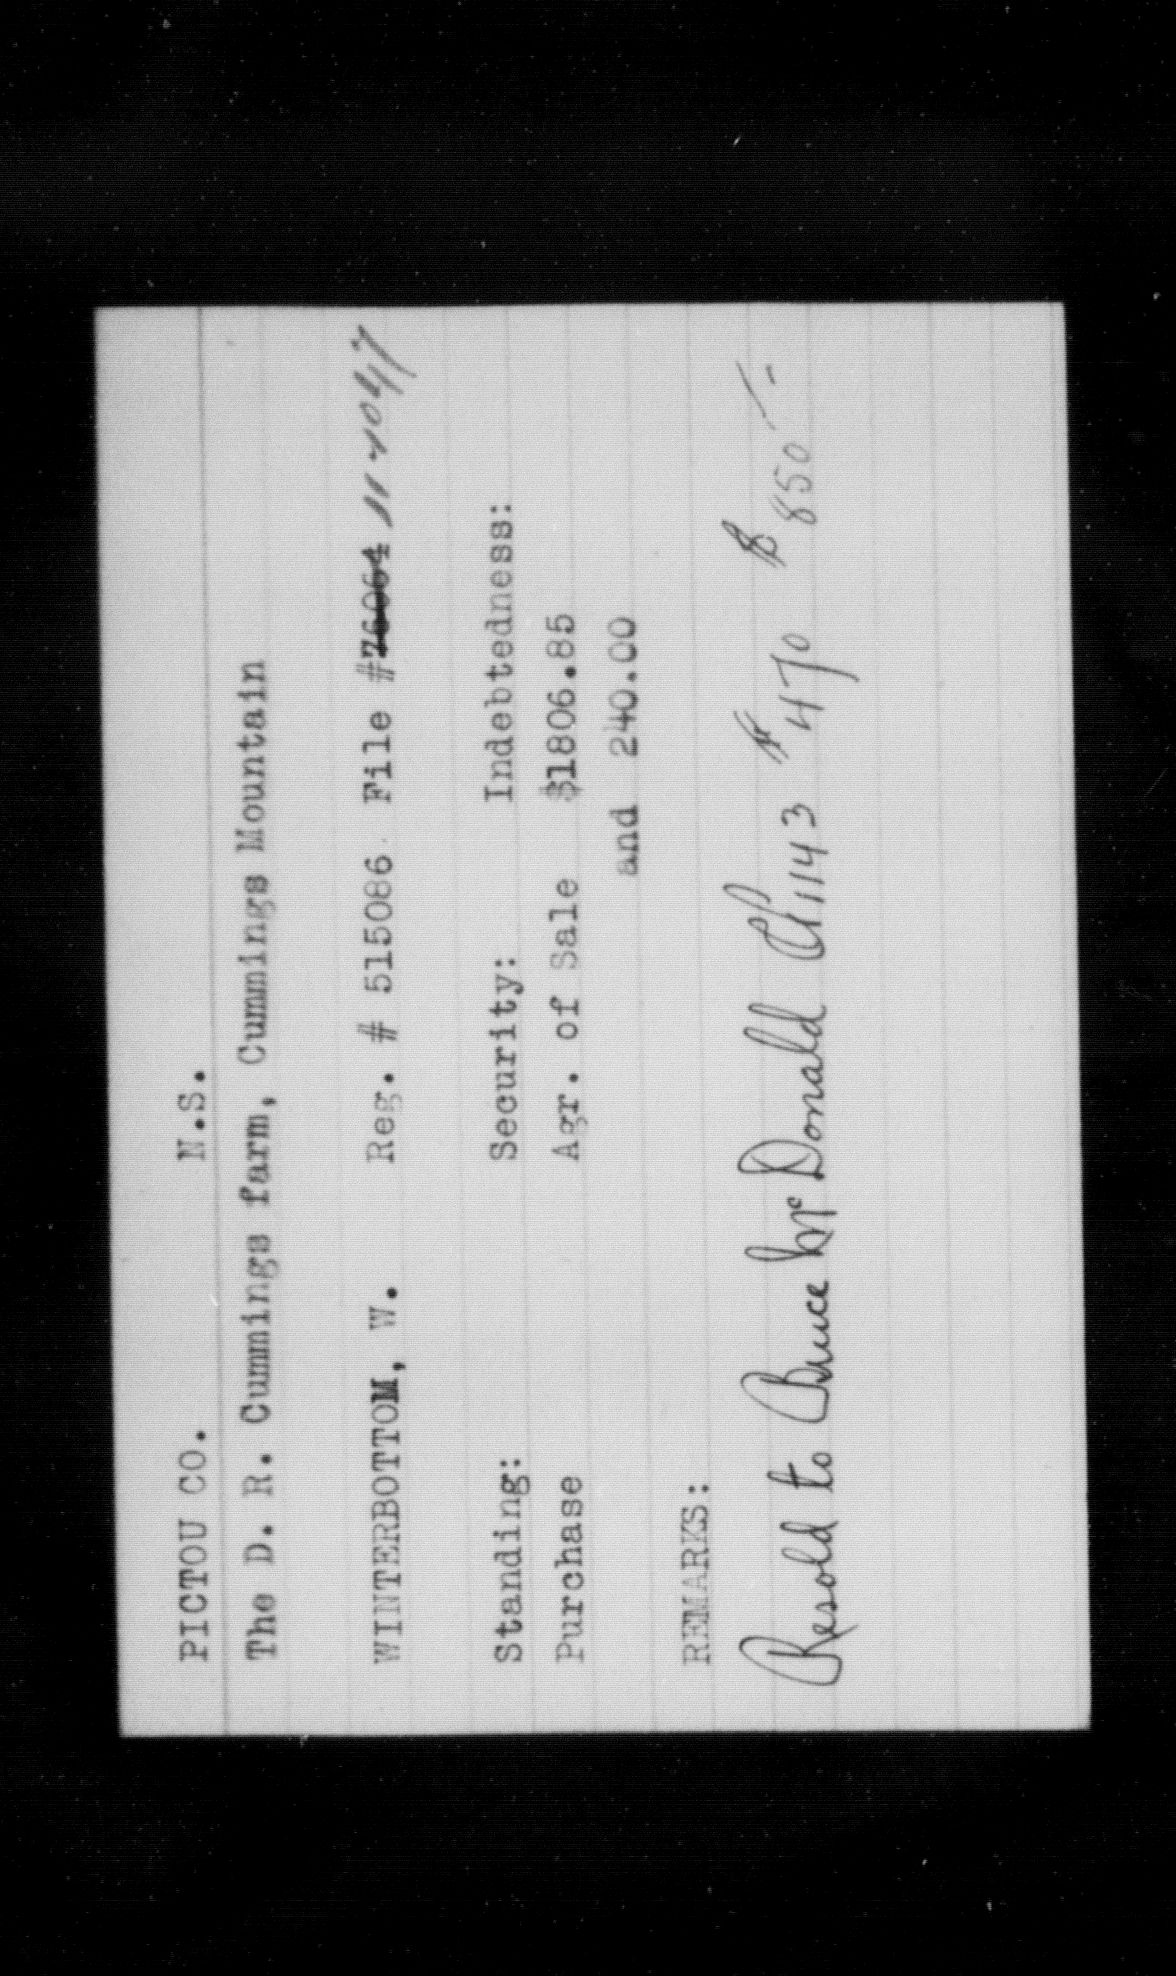 PICTOU CO. N.S.
The D. R. Cummings farm, Cummings Mountain
WINTERBOTTOM, W. Reg. # 515086 File #76064
Standing: Security: Indebtedness:
Purchase Agr. of Sale $1806.85
and 240.00
REMARKS:
Resold to Bruce McDonald 1143 # 470 $ 850